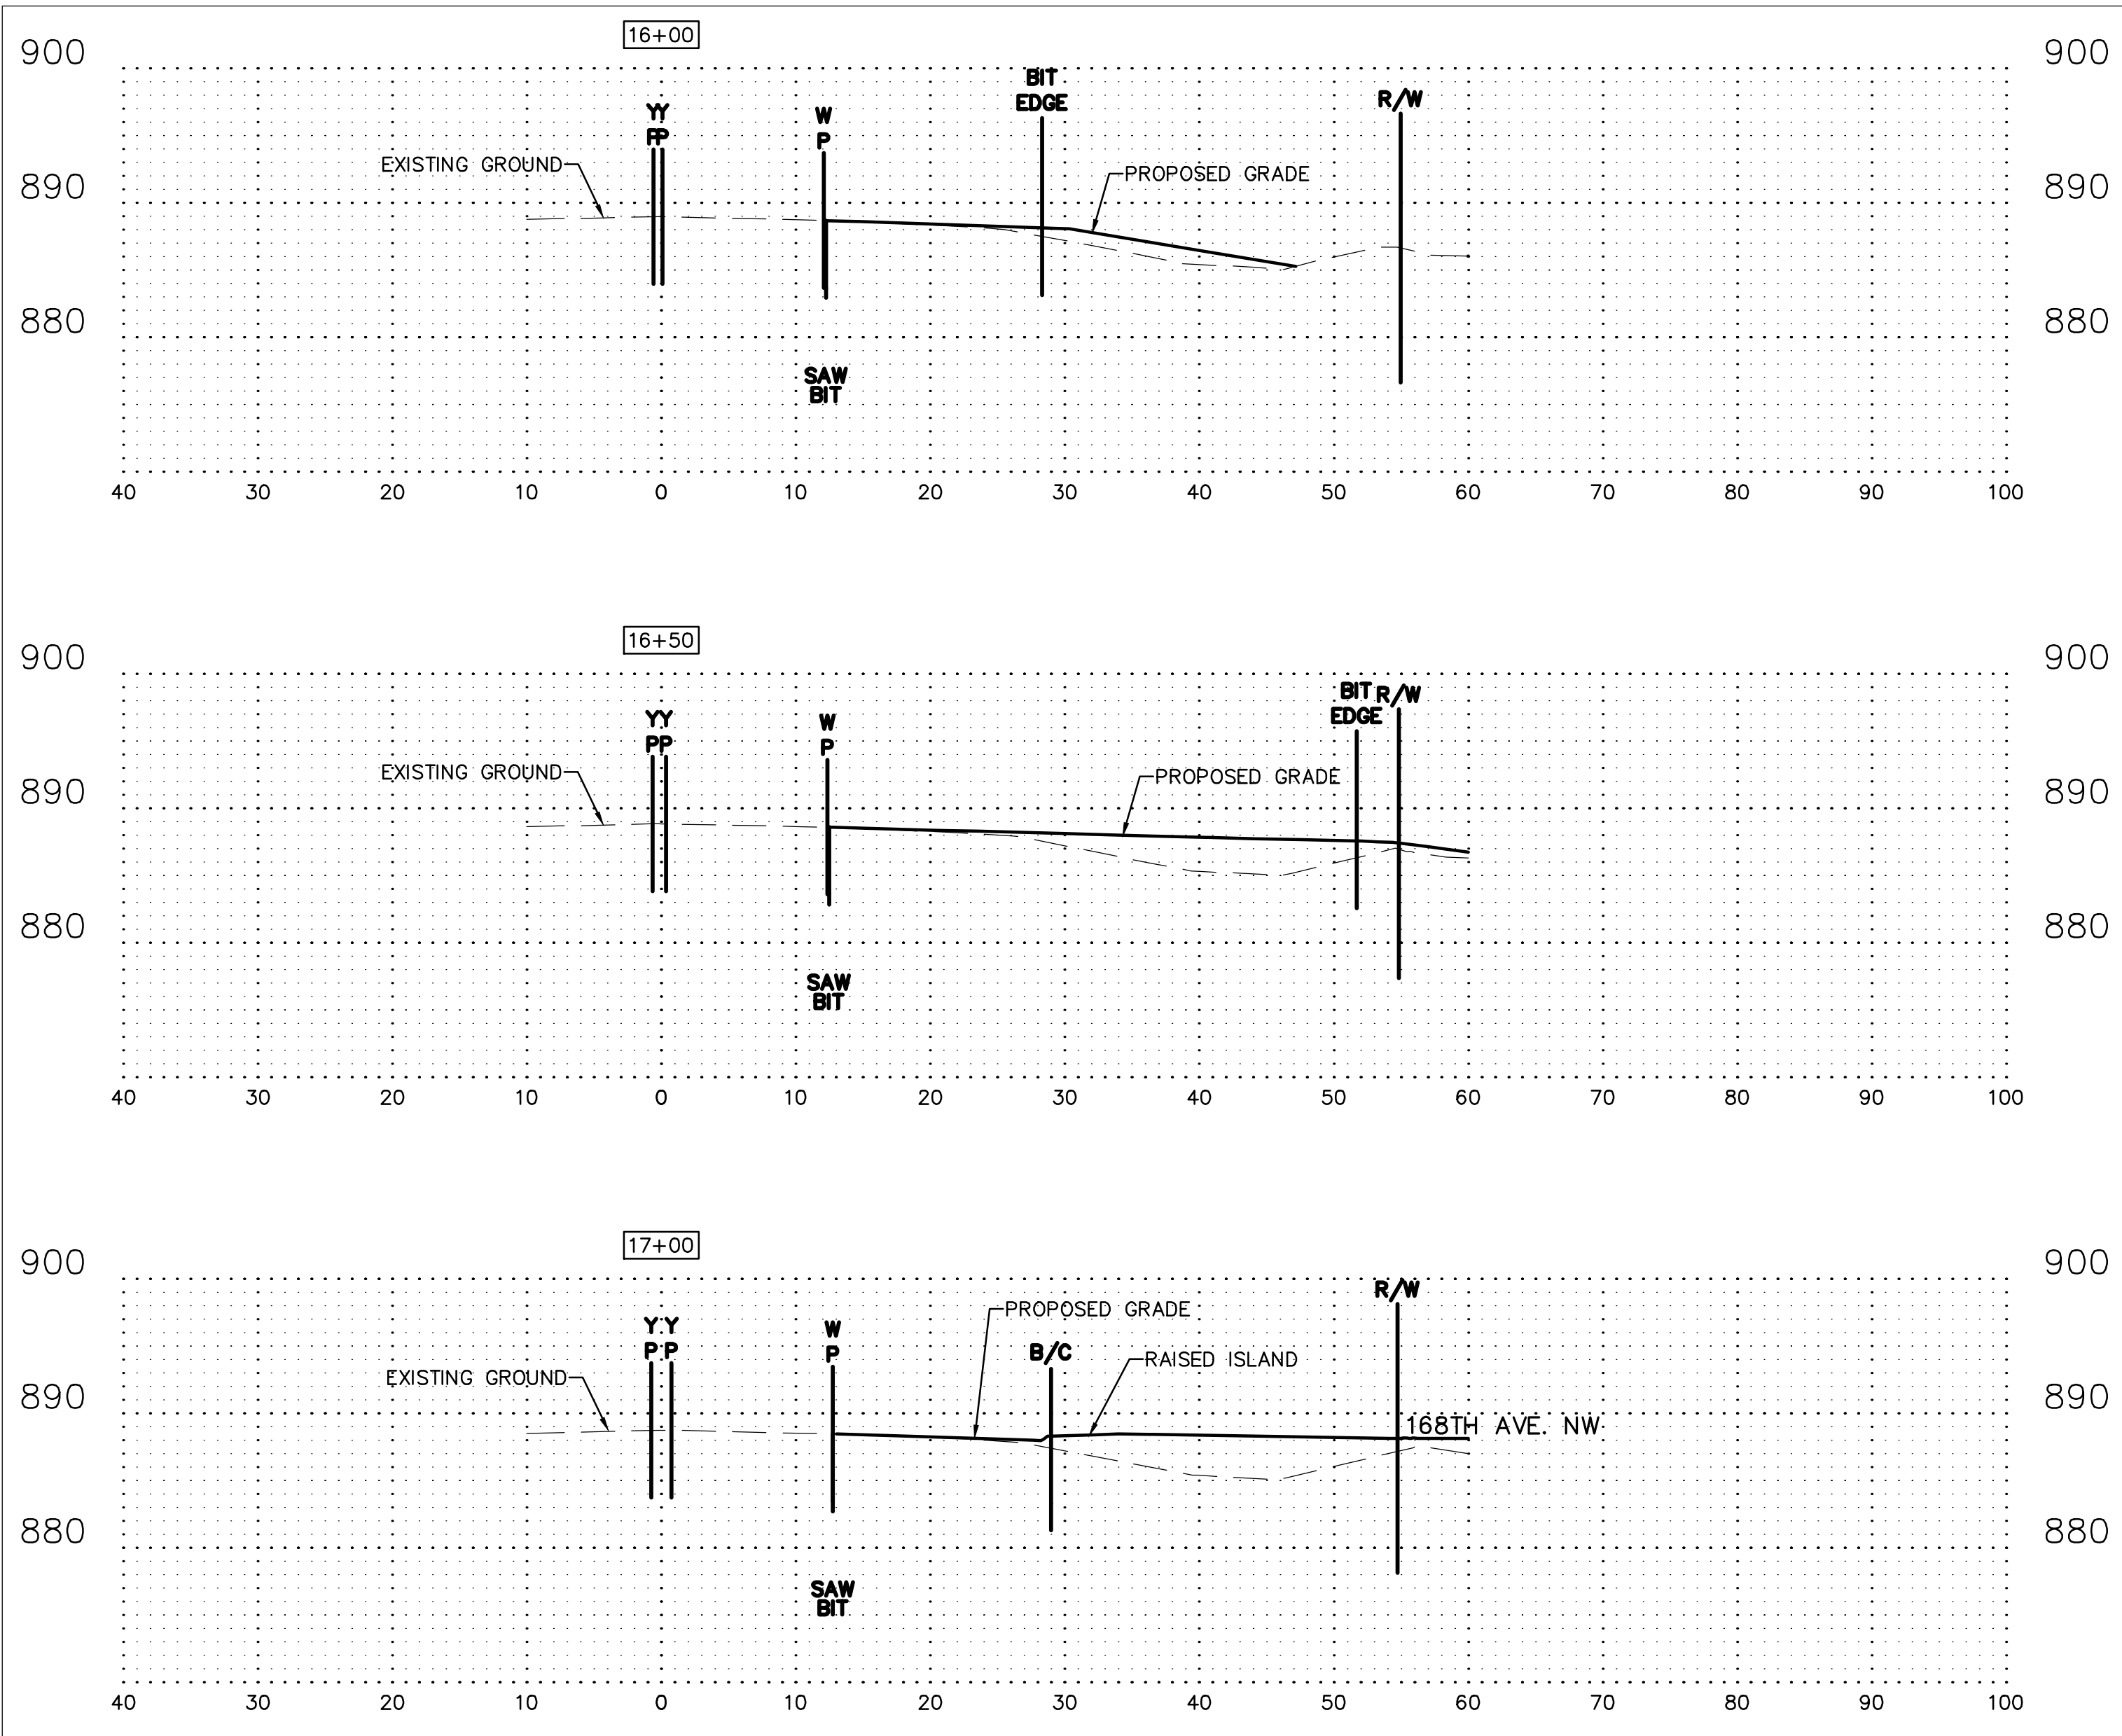 16+00
900 900
BIT
EDGE
R/W
YY
PP
W
P
EXISTING GROUND
PROPOSED GRADE
890 890
880 880
SAW
BIT
40 30 20 10 0 10 20 30 40 50 60 70 80 90 100
16+50
900 900
BIT
EDGE
R/W
YY
PP
W
P
EXISTING GROUND
PROPOSED GRADE
890 890
880 880
SAW
BIT
40 30 20 10 0 10 20 30 40 50 60 70 80 90 100
17+00
900 900
R/W
PROPOSED GRADE
Y Y
P P
W
P
B/C
RAISED ISLAND
EXISTING GROUND
890 890
168TH AVE. NW
880 880
SAW
BIT
40 30 20 10 0 10 20 30 40 50 60 70 80 90 100